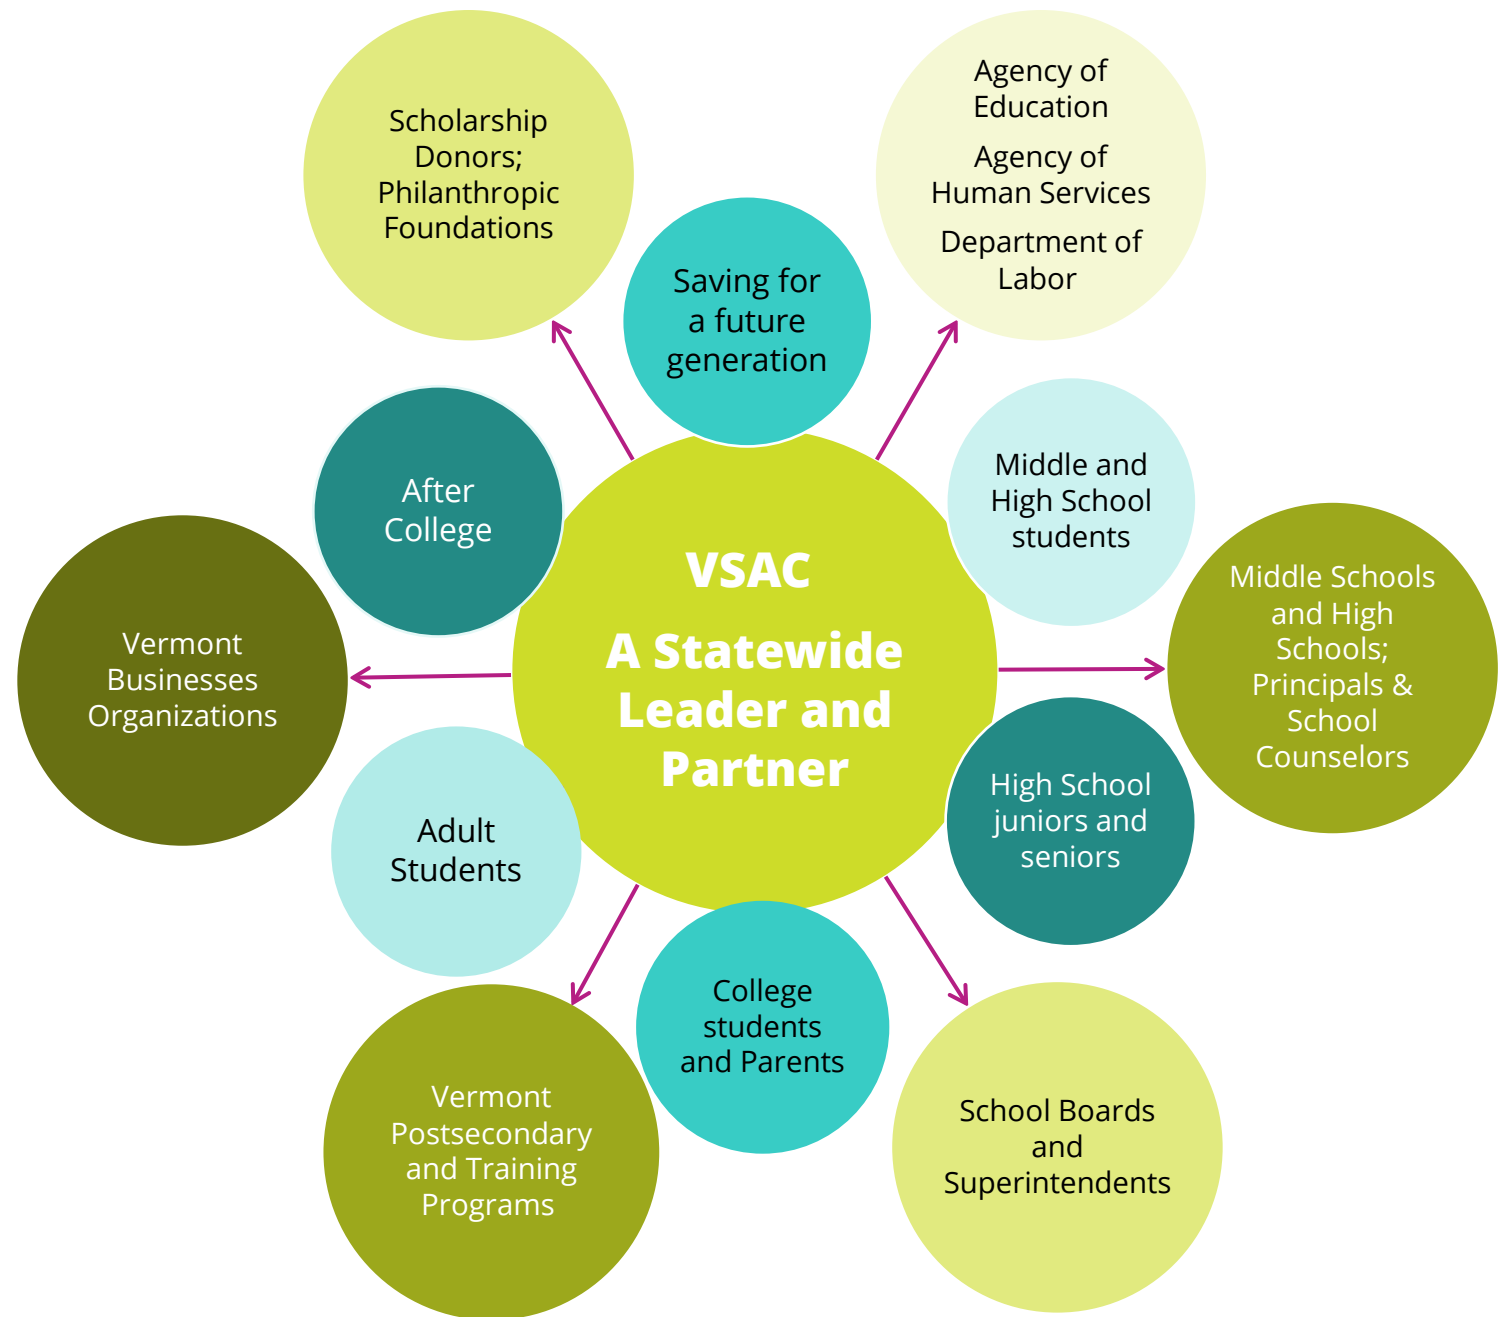 Scholarship
Donors;
Philanthropic
Foundations
Agency of
Education
Agency of
Human Services
Department of
Labor
Saving for
a future
generation
After
College
Middle and
High School
students
VSAC
A Statewide
Leader and
Partner
Vermont
Businesses
Organizations
Middle Schools
and High
Schools;
Principals &
School
Counselors
Adult
Students
High School
juniors and
seniors
College
students
and Parents
Vermont
Postsecondary
and Training
Programs
School Boards
and
Superintendents